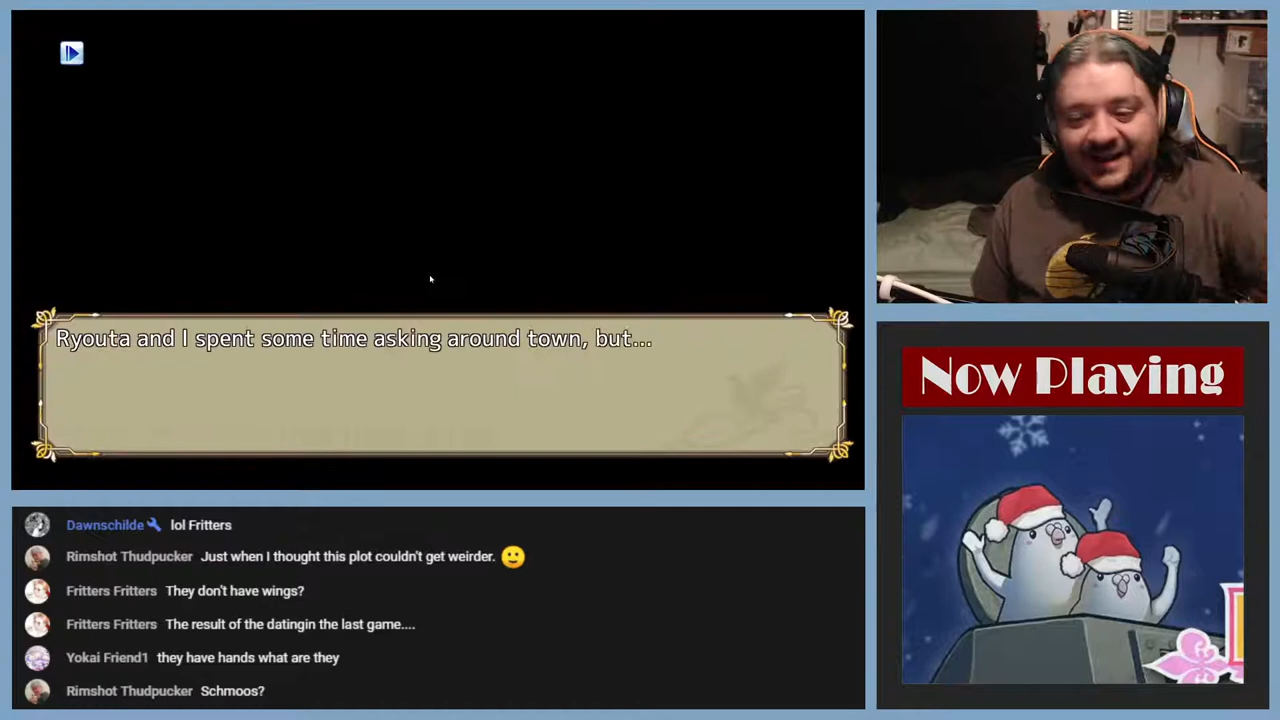 Ryouta and I spent some time asking around town, but...
Now Playing
Dawnschilde lol Fritters
Rimshot Thudpucker Just when I thought this plot couldn't get weirder.
Fritters Fritters They don't have wings?
Fritters Fritters The result of the datingin the last game....
Yokai Friend1 they have hands what are they
Rimshot Thudpucker Schmoos?